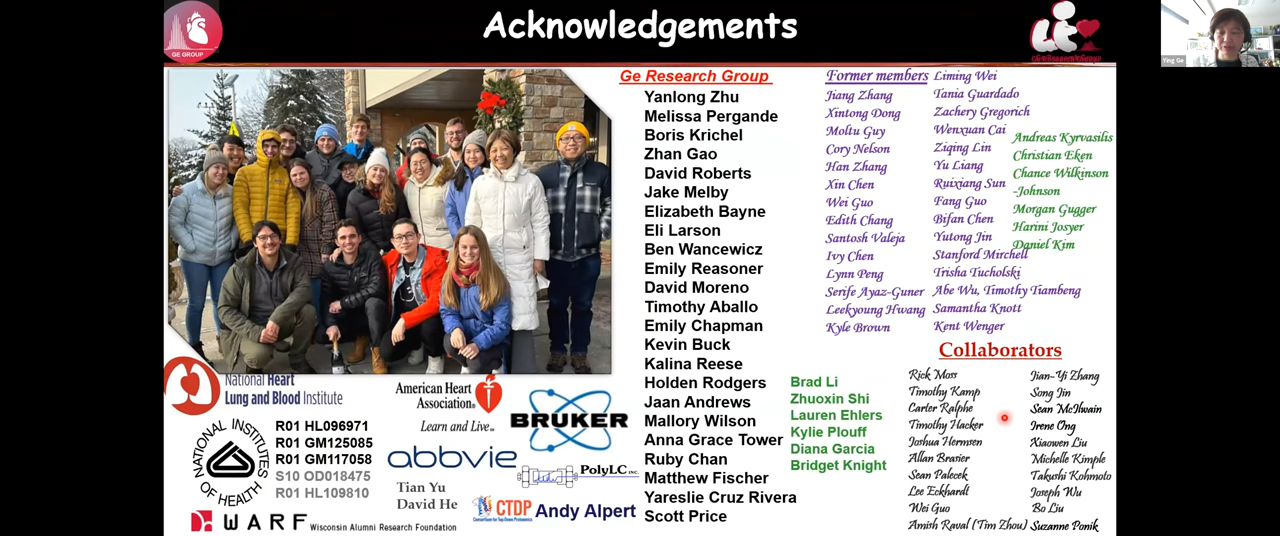 Acknowledgements
GE GROUP
Ying Ge
Ge Research Group
Yanlong Zhu
Melissa Pergande
Boris Krichel
Zhan Gao
David Roberts
Jake Melby
Elizabeth Bayne
Eli Larson
Ben Wancewicz
Emily Reasoner
David Moreno
Timothy Aballo
Emily Chapman
Kevin Buck
Kalina Reese
Holden Rodgers
Jaan Andrews
Mallory Wilson
Anna Grace Tower
Ruby Chan
Matthew Fischer
Yareslie Cruz Rivera
Scott Price
Brad Li
Zhuoxin Shi
Lauren Ehlers
Kylie Plouff
Diana Garcia
Bridget Knight
Former members
Jiang Zhang
Xintong Dong
Moltu Guy
Cory Nelson
Han Zhang
Xin Chen
Wei Guo
Edith Chang
Santosh Valeja
Ivy Chen
Lynn Peng
Serife Ayaz-Guner
Leekyoung Hwang
Kyle Brown
Liming Wei
Tania Guardado
Zachery Gregorich
Wenxuan Cai
Ziqing Lin
Yu Liang
Ruixiang Sun
Fang Guo
Bifan Chen
Yutong Jin
Stanford Mirchell
Trisha Tucholski
Abe Wu, Timothy Tiambeng
Samantha Knott
Kent Wenger
Andreas Kyrvasilis
Christian Eken
Chance Wilkinson
-Johnson
Morgan Gugger
Harini Josyer
Daniel Kim
Collaborators
Rick Moss
Timothy Kamp
Carter Ralphe
Timothy Hacker
Joshua Hermsen
Allan Brasier
Sean Palecek
Lee Eckhardt
Wei Guo
Amish Raval (Tim Zhou)
Jian-Yi Zhang
Song Jin
Sean McIlwain
Irene Ong
Xiaowen Liu
Michelle Kimple
Takushi Kohmoto
Joseph Wu
Bo Liu
Suzanne Ponik
National Heart
Lung and Blood Institute
NATIONAL INSTITUTES
OF HEALTH
R01 HL096971
R01 GM125085
R01 GM117058
S10 OD018475
R01 HL109810
WARF Wisconsin Alumni Research Foundation
American Heart
Association®
Learn and Live
abbvie
Tian Yu
David He
BRUKER
PolyLC INC.
CTDP
Consortium for Top Down Proteomics
Andy Alpert